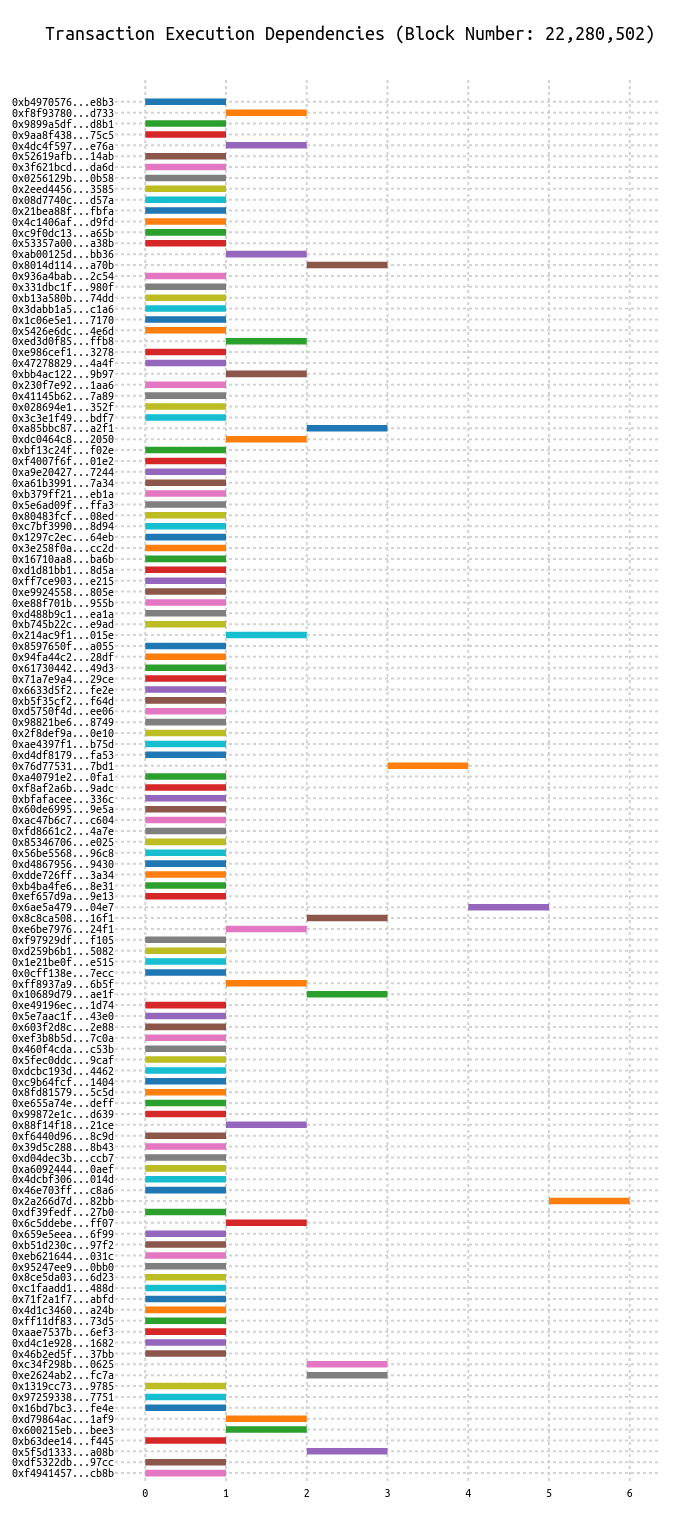 Transaction Execution Dependencies (Block Number: 22,280,502)
0xb4970576...e8b3
0xf8f93780...d733
0x9899a5df...d8b1
0x9aa8f438...75c5
0x4dc4f597...e76a
0x52619afb...14ab
0x3f621bcd...da6d
0x0256129b...0b58
0x2eed4456...3585
0x08d7740c...d57a
0x21bea88f...fbfa
0x4c1406af...d9fd
0xc9f0dc13...a65b
0x53357a00...a38b
0xab00125d...bb36
0x8014d114...a70b
0x936a4bab...2c54
0x331dbc1f...980f
0xb13a580b...74dd
0x3dabb1a5...c1a6
0x1c06e5e1...7170
0x5426e6dc...4e6d
0xed3d0f85...ffb8
0xe986cef1...3278
0x47278829...4a4f
0xbb4ac122...9b97
0x230f7e92...1aa6
0x41145b62...7a89
0x028694e1...352f
0x3c3e1f49...bdf7
0xa85bbc87...a2f1
0xdc0464c8...2050
0xbf13c24f...f02e
0xf4007f6f...01e2
0xa9e20427...7244
0xa61b3991...7a34
0xb379ff21...eb1a
0x5e6ad09f...ffa3
0x80483fcf...08ed
0xc7bf3990...8d94
0x1297c2ec...64eb
0x3e258f0a...cc2d
0x16710aa8...ba6b
0xd1d81bb1...8d5a
0xff7ce903...e215
0xe9924558...805e
0xe88f701b...955b
0xd488b9c1...ea1a
0xb745b22c...e9ad
0x214ac9f1...015e
0x8597650f...a055
0x94fa44c2...28df
0x61730442...49d3
0x71a7e9a4...29ce
0x6633d5f2...fe2e
0xb5f35cf2...f64d
0xd5750f4d...ee06
0x98821be6...8749
0x2f8def9a...0e10
0xae4397f1...b75d
0xd4df8179...fa53
0x76d77531...7bd1
0xa40791e2...0fa1
0xf8af2a6b...9adc
0xbfafacee...336c
0x60de6995...9e5a
0xac47b6c7...c604
0xfd8661c2...4a7e
0x85346706...e025
0x56be5568...96c8
0xd4867956...9430
0xdde726ff...3a34
0xb4ba4fe6...8e31
0xef657d9a...9e13
0x6ae5a479...04e7
0x8c8ca508...16f1
0xe6be7976...24f1
0xf97929df...f105
0xd259b6b1...5082
0x1e21be0f...e515
0x0cff138e...7ecc
0xff8937a9...6b5f
0x10689d79...ae1f
0xe49196ec...1d74
0x5e7aac1f...43e0
0x603f2d8c...2e88
0xef3b8b5d...7c0a
0x460f4cda...c53b
0x5fec0ddc...9caf
0xdcbc193d...4462
0xc9b64fcf...1404
0x8fd81579...5c5d
0xe655a74e...deff
0x99872e1c...d639
0x88f14f18...21ce
0xf6440d96...8c9d
0x39d5c288...8b43
0xd04dec3b...ccb7
0xa6092444...0aef
0x4dcbf306...014d
0x46e703ff...c8a6
0x2a266d7d...82bb
0xdf39fedf...27b0
0x6c5ddebe...ff07
0x659e5eea...6f99
0xb51d230c...97f2
0xeb621644...031c
0x95247ee9...0bb0
0x8ce5da03...6d23
0xc1faadd1...488d
0x71f2a1f7...abfd
0x4d1c3460...a24b
0xff11df83...73d5
0xaae7537b...6ef3
0xd4c1e928...1682
0x46b2ed5f...37bb
0xc34f298b...0625
0xe2624ab2...fc7a
0x1319cc73...9785
0x97259338...7751
0x16bd7bc3...fe4e
0xd79864ac...1af9
0x600215eb...bee3
0xb63dee14...f445
0x5f5d1333...a08b
0xdf5322db...97cc
0xf4941457...cb8b
0 1 2 3 4 5 6